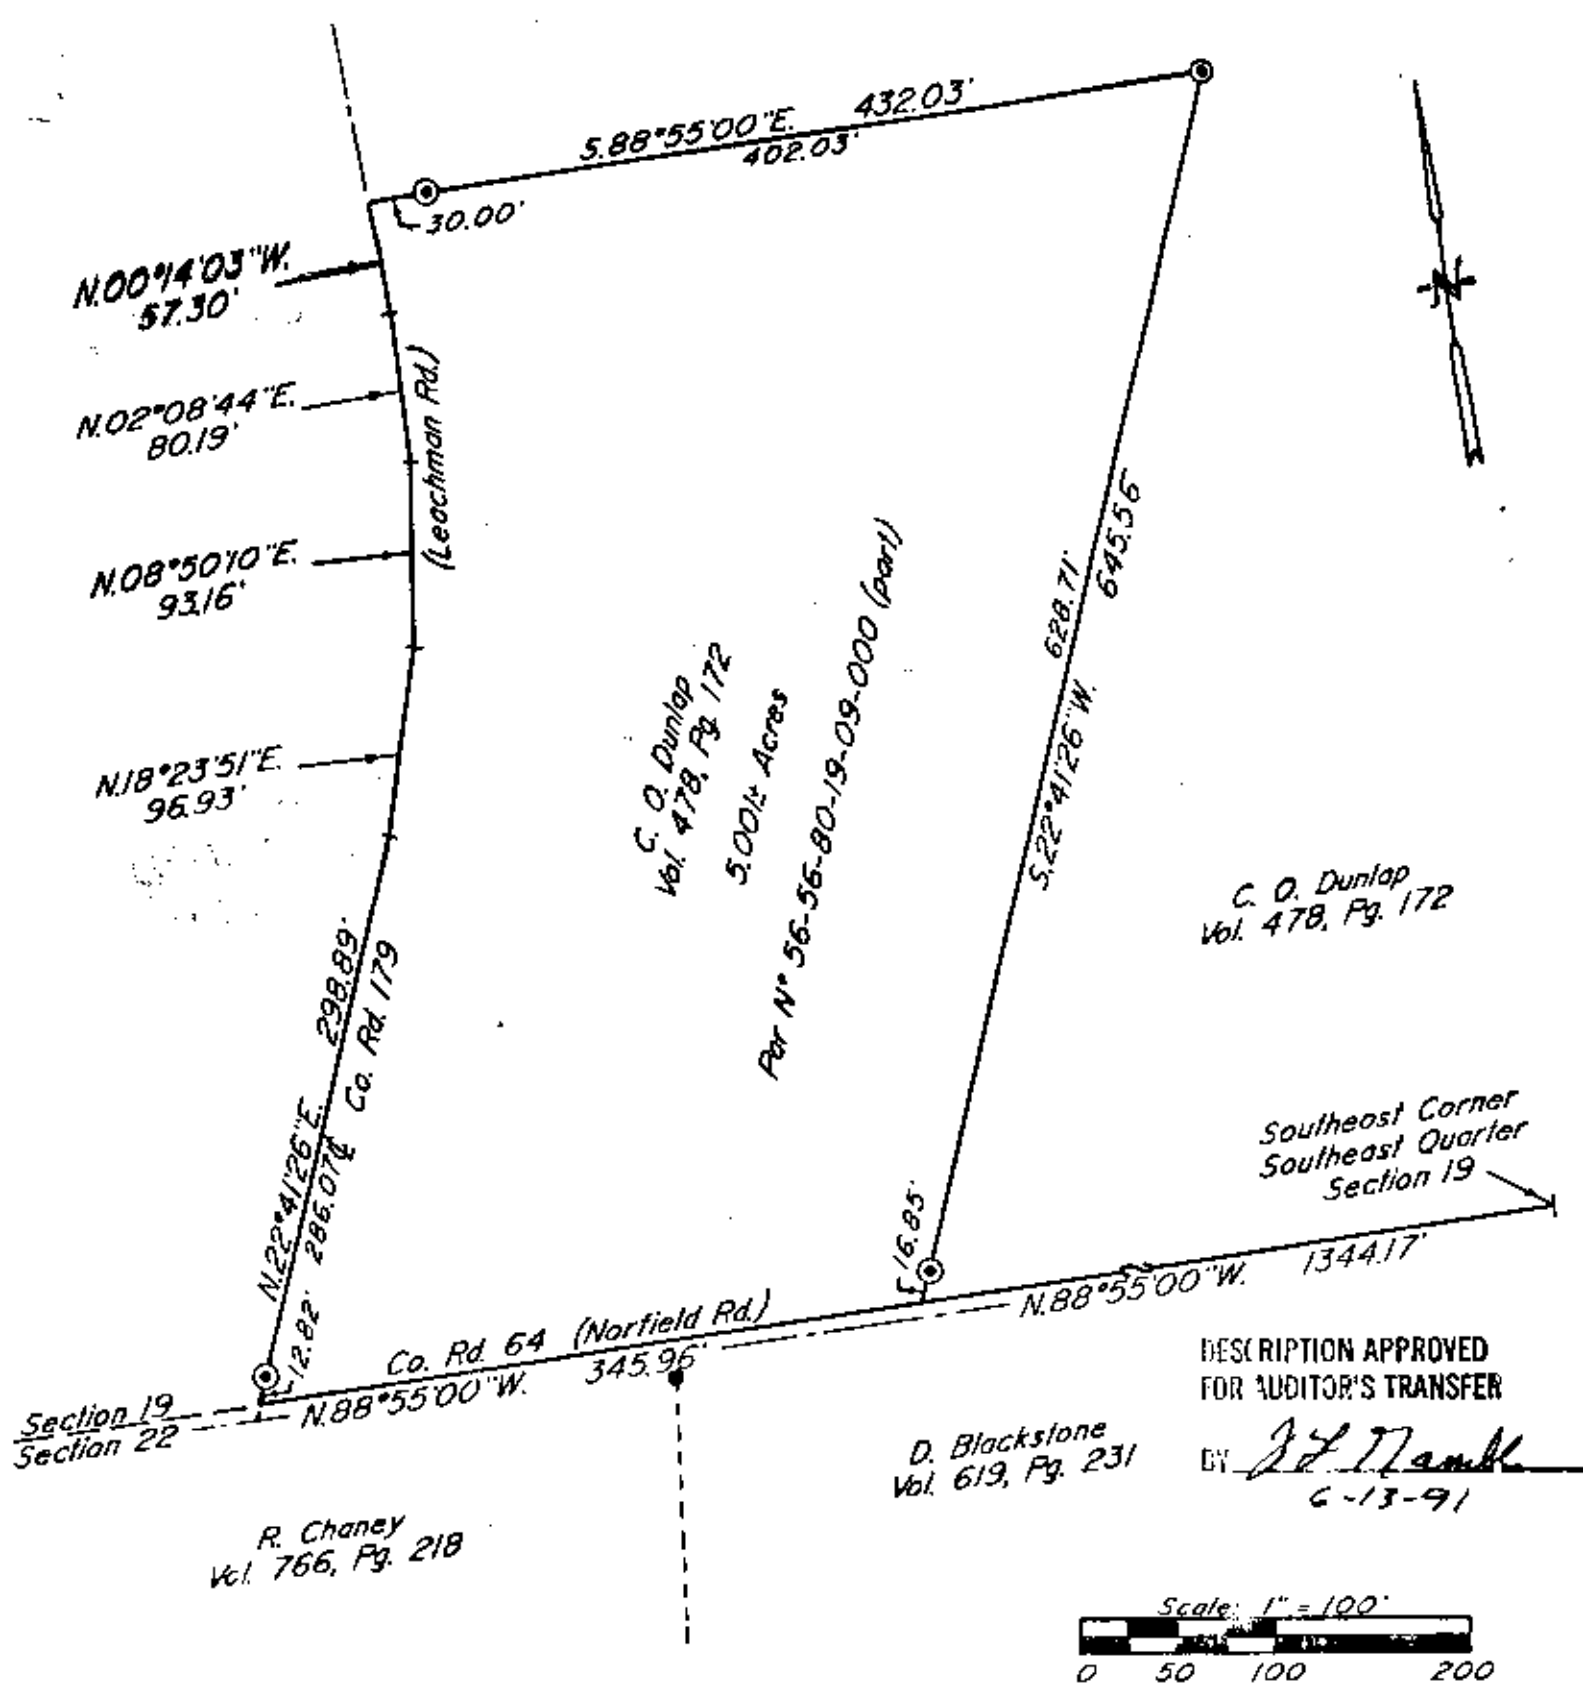 S.88°55'00"E. 432.03'
402.03'
30.00'
N.00°14'03"W.
57.30'
N.02°08'44"E.
80.19'
(Leachman Rd.)
N.08°50'10"E.
93.16'
N.18°23'51"E.
96.93'
N.22°41'26"E. 298.89'
12.82' 286.07' ℄ Co. Rd. 179
C. O. Dunlap
Vol. 478, Pg. 172
5.001± Acres
Par N° 56-56-80-19-09-000 (part)
628.71'
S.22°41'26"W. 645.56'
16.85'
N
C. O. Dunlap
Vol. 478, Pg. 172
Southeast Corner
Southeast Quarter
Section 19
N.88°55'00"W. 1344.17'
Co. Rd. 64 (Norfield Rd.)
N.88°55'00"W. 345.96'
Section 19
Section 22
R. Chaney
Vol. 766, Pg. 218
D. Blackstone
Vol. 619, Pg. 231
DESCRIPTION APPROVED
FOR AUDITOR'S TRANSFER
BY
6-13-91
Scale: 1" = 100'
0 50 100 200